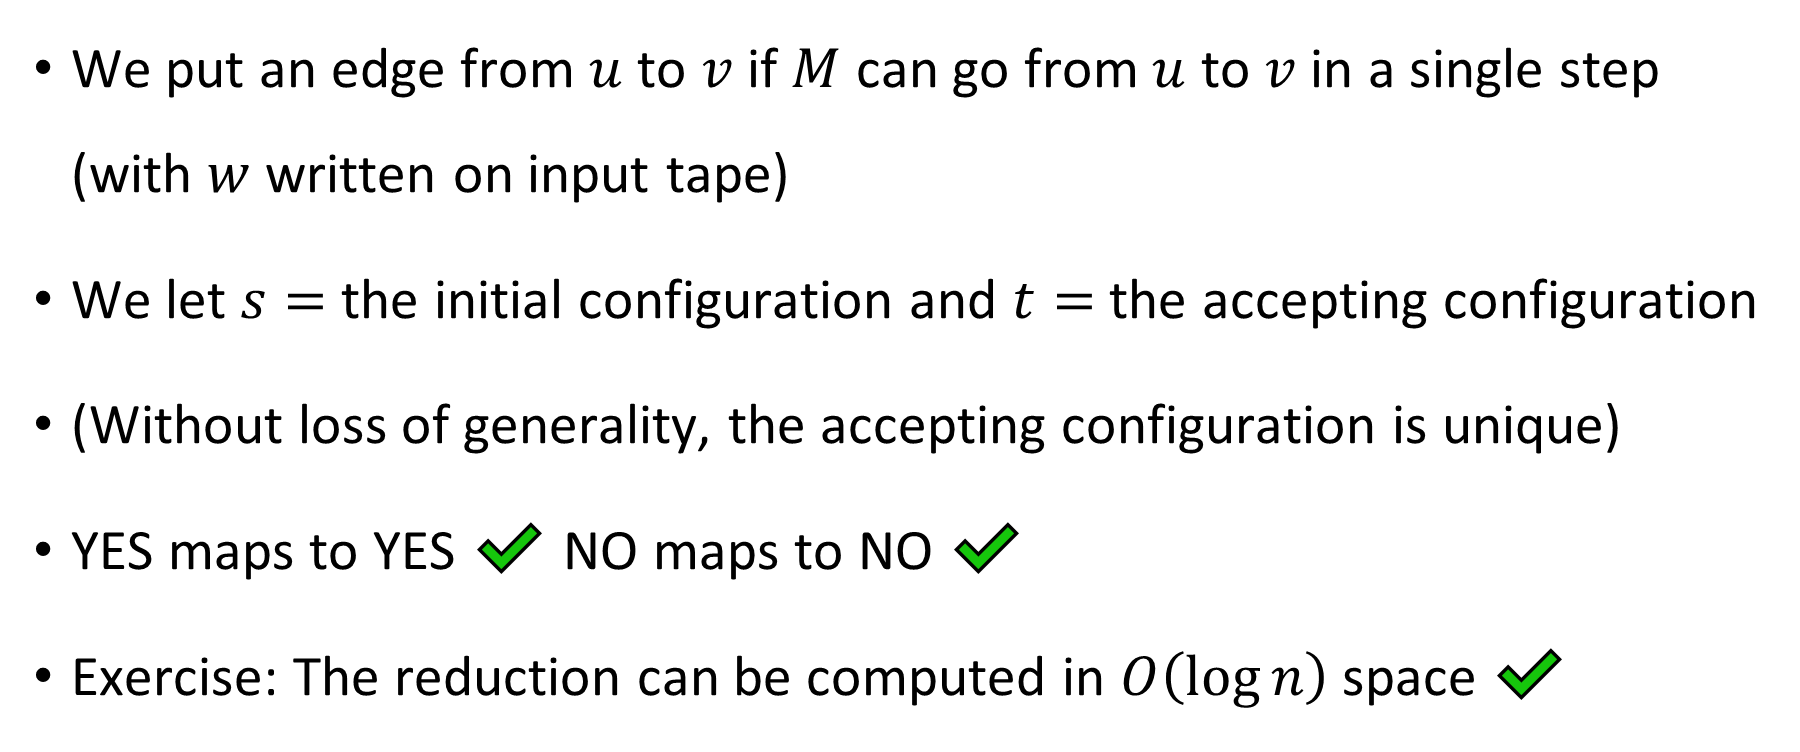 • We put an edge from 𝑢 to 𝑣 if 𝑀 can go from 𝑢 to 𝑣 in a single step
(with 𝑤 written on input tape)
• We let 𝑠 = the initial configuration and 𝑡 = the accepting configuration
• (Without loss of generality, the accepting configuration is unique)
• YES maps to YES ✔ NO maps to NO ✔
• Exercise: The reduction can be computed in 𝑂(log 𝑛) space ✔